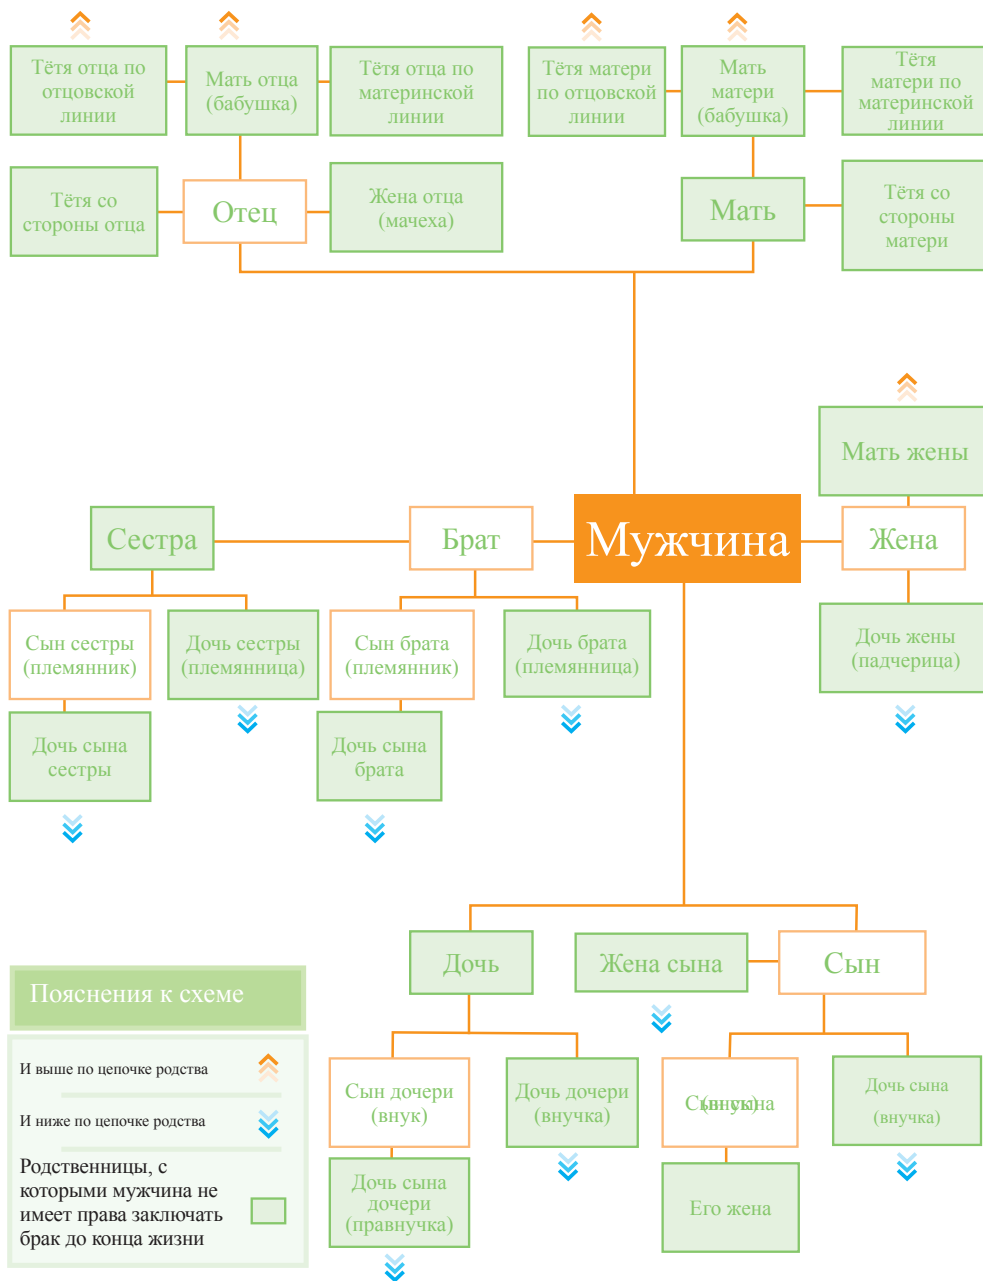 Тётя отца по
отцовской
линии
Мать отца
(бабушка)
Тётя отца по
материнской
линии
Тётя матери
по отцовской
линии
Мать
матери
(бабушка)
Тётя
матери по
материнской
линии
Тётя со
стороны отца
Отец
Жена отца
(мачеха)
Мать
Тётя со
стороны
матери
Мать жены
Сестра
Брат
Мужчина
Жена
Сын сестры
(племянник)
Дочь сестры
(племянница)
Сын брата
(племянник)
Дочь брата
(племянница)
Дочь жены
(падчерица)
Дочь сына
сестры
Дочь сына
брата
Дочь
Жена сына
Сын
Сын дочери
(внук)
Дочь дочери
(внучка)
Сын сына
(внук)
Дочь сына
(внучка)
Дочь сына
дочери
(правнучка)
Его жена
Пояснения к схеме
И выше по цепочке родства
И ниже по цепочке родства
Родственницы, с
которыми мужчина не
имеет права заключать
брак до конца жизни